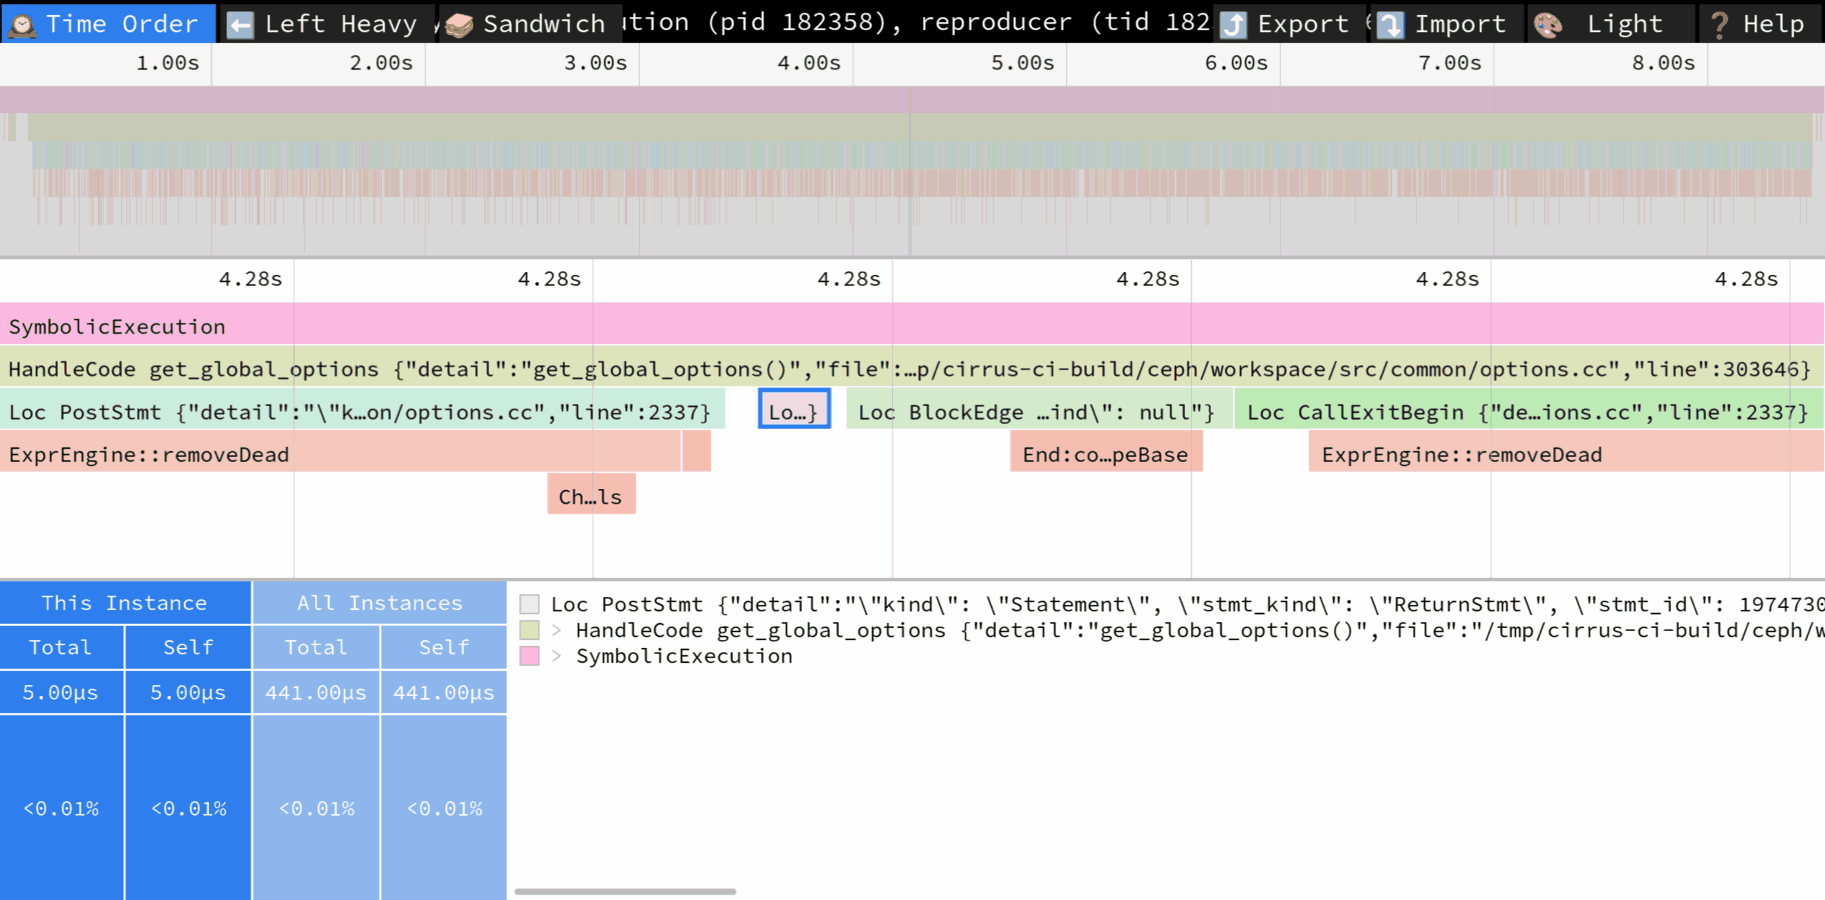 Time Order Left Heavy Sandwich ution (pid 182358), reproducer (tid 182 Export Import Light Help
1.00s 2.00s 3.00s 4.00s 5.00s 6.00s 7.00s 8.00s
4.28s 4.28s 4.28s 4.28s 4.28s 4.28s
SymbolicExecution
HandleCode get_global_options {"detail":"get_global_options()","file":…p/cirrus-ci-build/ceph/workspace/src/common/options.cc","line":303646}
Loc PostStmt {"detail":"\"k…on/options.cc","line":2337} Lo…} Loc BlockEdge …ind\": null"} Loc CallExitBegin {"de…ions.cc","line":2337}
ExprEngine::removeDead End:co…peBase ExprEngine::removeDead
Ch…ls
This Instance All Instances
Total Self Total Self
5.00µs 5.00µs 441.00µs 441.00µs
<0.01% <0.01% <0.01% <0.01%
Loc PostStmt {"detail":"\"kind\": \"Statement\", \"stmt_kind\": \"ReturnStmt\", \"stmt_id\": 1974730
> HandleCode get_global_options {"detail":"get_global_options()","file":"/tmp/cirrus-ci-build/ceph/w
> SymbolicExecution